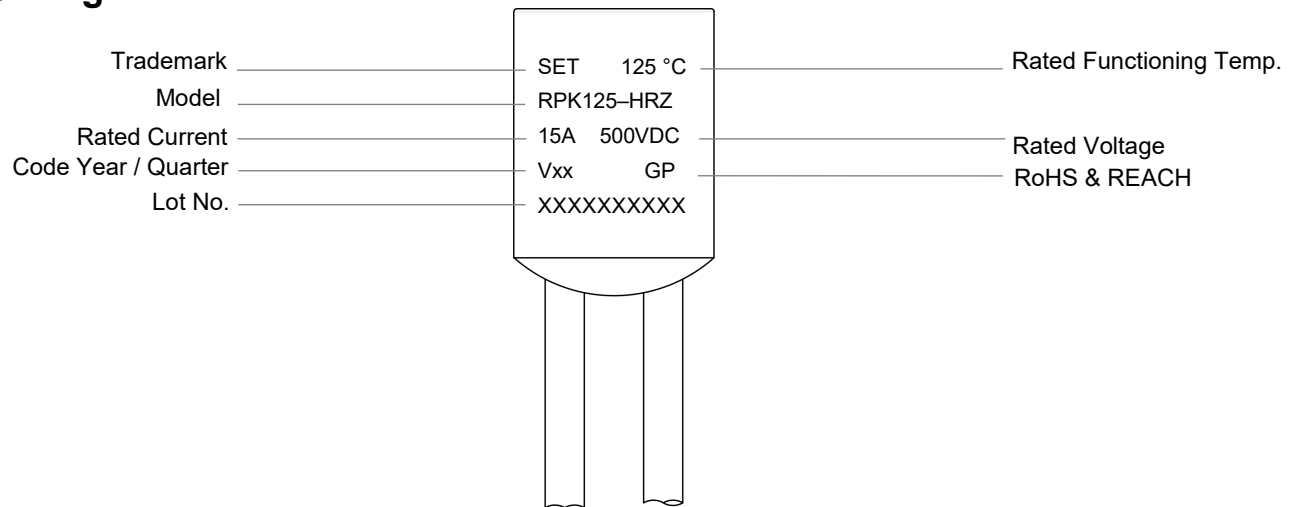 Trademark SET 125 °C Rated Functioning Temp.
Model RPK125–HRZ
Rated Current 15A 500VDC Rated Voltage
Code Year / Quarter Vxx GP RoHS & REACH
Lot No. XXXXXXXXXX